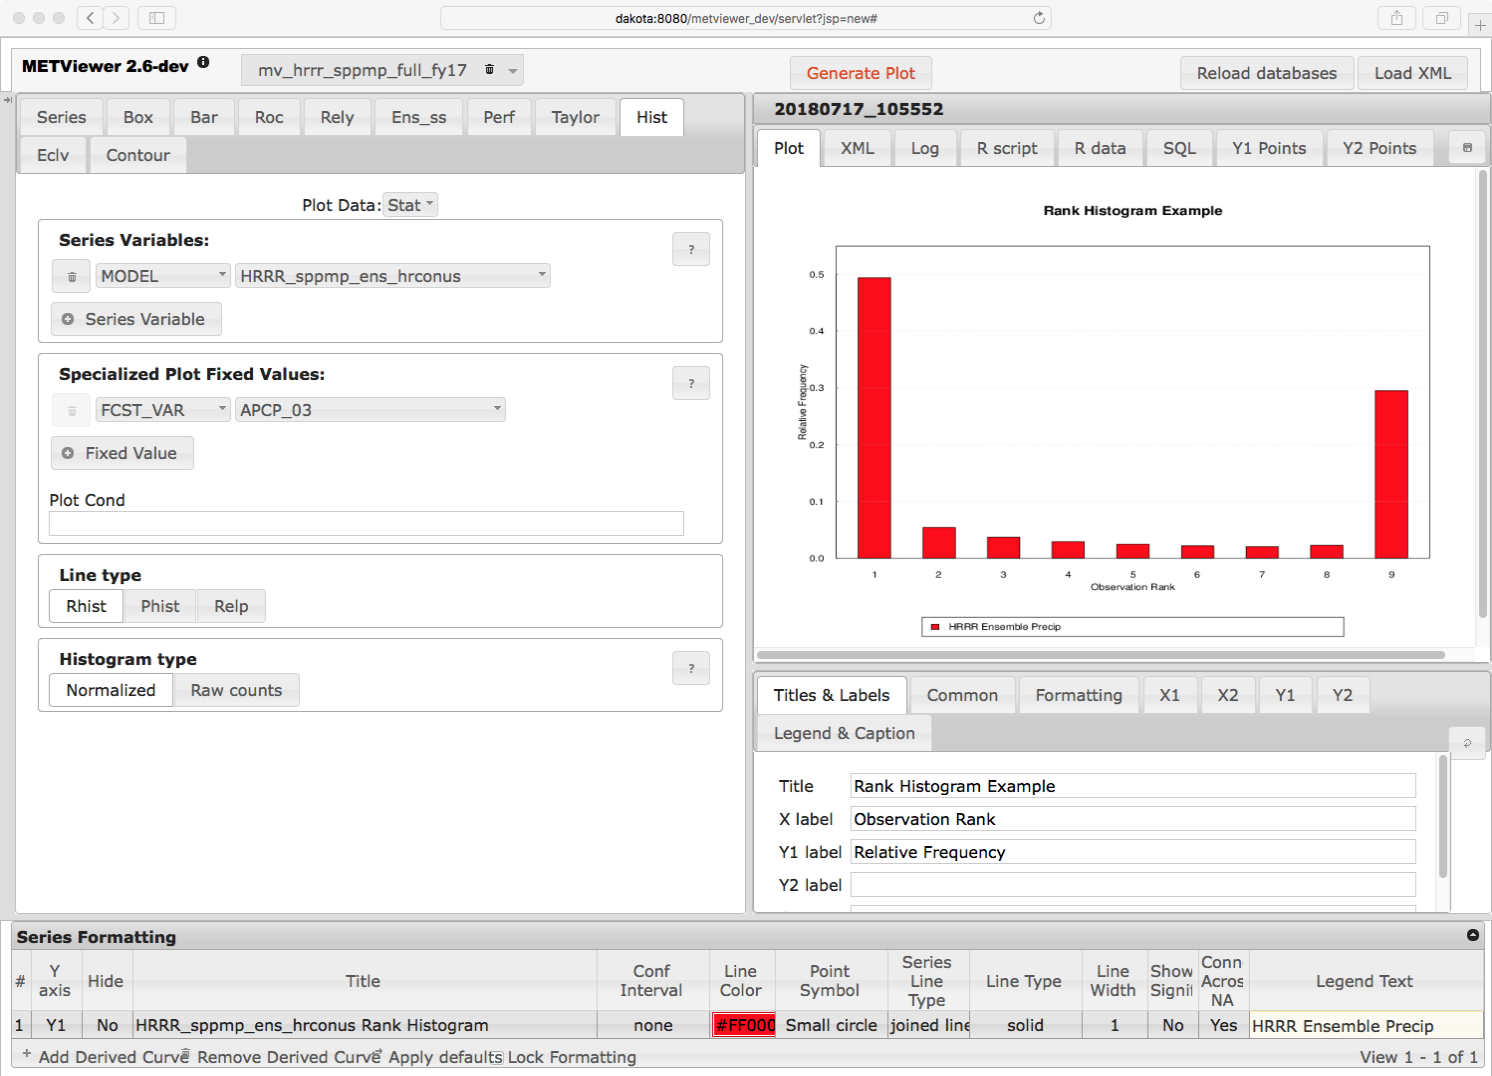 dakota:8080/metviewer_dev/servlet?jsp=new#
METViewer 2.6-dev
mv_hrrr_sppmp_full_fy17
Generate Plot
Reload databases
Load XML
Series
Box
Bar
Roc
Rely
Ens_ss
Perf
Taylor
Hist
Eclv
Contour
Plot Data:
Stat
Series Variables:
?
MODEL
HRRR_sppmp_ens_hrconus
Series Variable
Specialized Plot Fixed Values:
?
FCST_VAR
APCP_03
Fixed Value
Plot Cond
Line type
Rhist
Phist
Relp
Histogram type
?
Normalized
Raw counts
20180717_105552
Plot
XML
Log
R script
R data
SQL
Y1 Points
Y2 Points
Rank Histogram Example
0.5
0.4
0.3
0.2
0.1
0.0
Relative Frequency
1 2 3 4 5 6 7 8 9
Observation Rank
HRRR Ensemble Precip
Titles & Labels
Common
Formatting
X1
X2
Y1
Y2
Legend & Caption
Title Rank Histogram Example
X label Observation Rank
Y1 label Relative Frequency
Y2 label
Series Formatting
# Y axis Hide Title Conf Interval Line Color Point Symbol Series Line Type Line Type Line Width Show Signif Conn Acros NA Legend Text
1 Y1 No HRRR_sppmp_ens_hrconus Rank Histogram none #FF000 Small circle joined line solid 1 No Yes HRRR Ensemble Precip
+ Add Derived Curve Remove Derived Curve Apply defaults Lock Formatting View 1 - 1 of 1